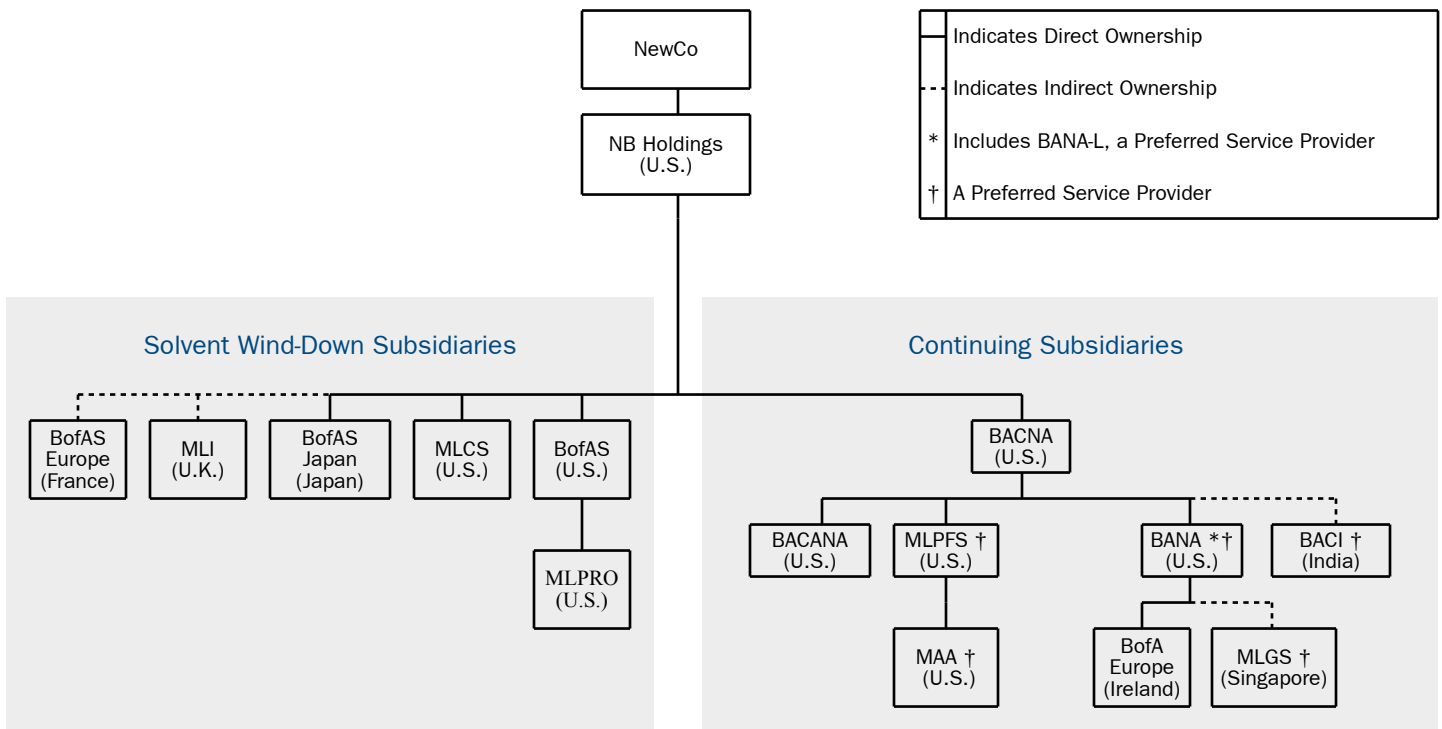 NewCo
NB Holdings
(U.S.)
Indicates Direct Ownership
Indicates Indirect Ownership
* Includes BANA-L, a Preferred Service Provider
† A Preferred Service Provider
Solvent Wind-Down Subsidiaries
BofAS
Europe
(France)
MLI
(U.K.)
BofAS
Japan
(Japan)
MLCS
(U.S.)
BofAS
(U.S.)
MLPRO
(U.S.)
Continuing Subsidiaries
BACNA
(U.S.)
BACANA
(U.S.)
MLPFS †
(U.S.)
BANA *†
(U.S.)
BACI †
(India)
MAA †
(U.S.)
BofA
Europe
(Ireland)
MLGS †
(Singapore)